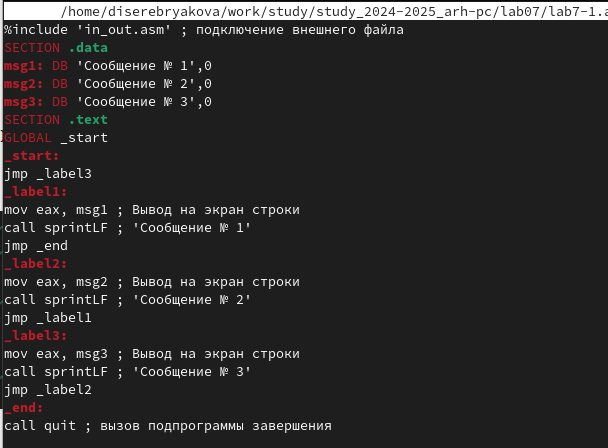 /home/diserebryakova/work/study/study_2024-2025_arh-pc/lab07/lab7-1.a
%include 'in_out.asm' ; подключение внешнего файла
SECTION .data
msg1: DB 'Сообщение № 1',0
msg2: DB 'Сообщение № 2',0
msg3: DB 'Сообщение № 3',0
SECTION .text
GLOBAL _start
_start:
jmp _label3
_label1:
mov eax, msg1 ; Вывод на экран строки
call sprintLF ; 'Сообщение № 1'
jmp _end
_label2:
mov eax, msg2 ; Вывод на экран строки
call sprintLF ; 'Сообщение № 2'
jmp _label1
_label3:
mov eax, msg3 ; Вывод на экран строки
call sprintLF ; 'Сообщение № 3'
jmp _label2
_end:
call quit ; вызов подпрограммы завершения